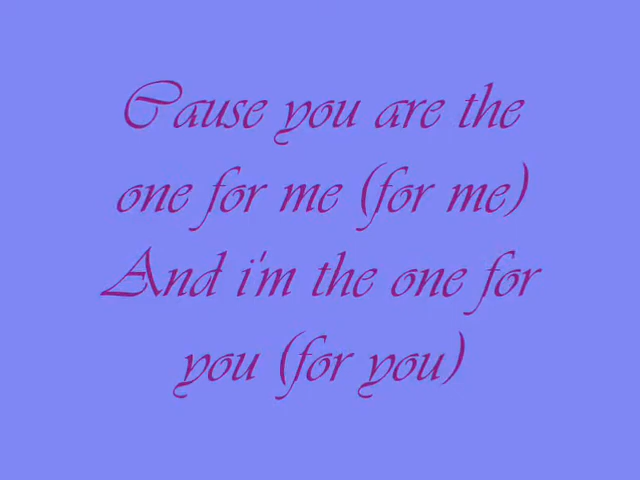 Cause you are the
one for me (for me)
And i'm the one for
you (for you)